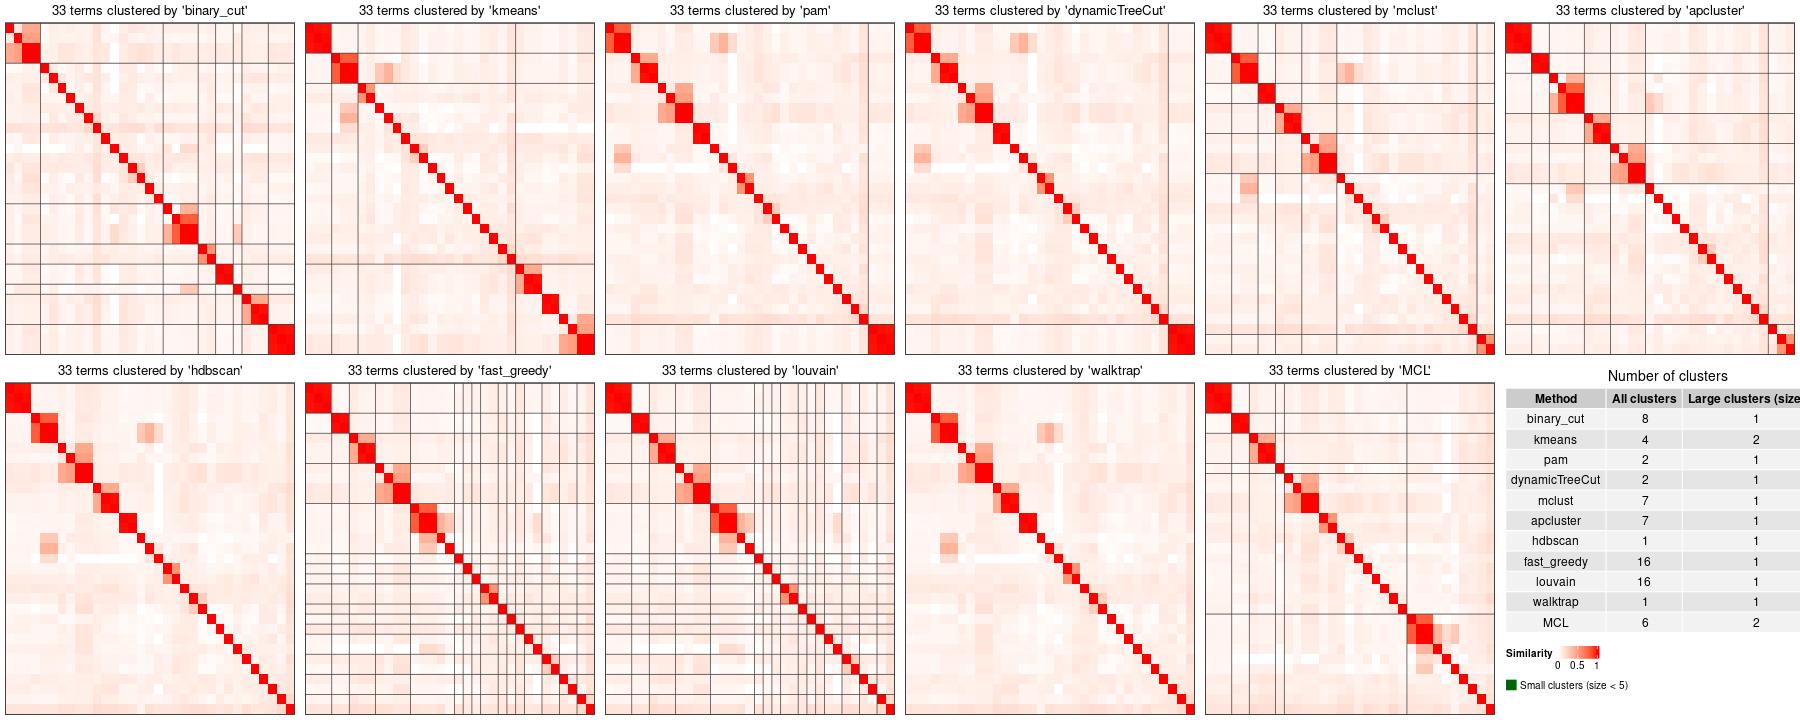 33 terms clustered by 'binary_cut'
33 terms clustered by 'kmeans'
33 terms clustered by 'pam'
33 terms clustered by 'dynamicTreeCut'
33 terms clustered by 'mclust'
33 terms clustered by 'apcluster'
33 terms clustered by 'hdbscan'
33 terms clustered by 'fast_greedy'
33 terms clustered by 'louvain'
33 terms clustered by 'walktrap'
33 terms clustered by 'MCL'
Number of clusters
Method All clusters Large clusters (size
binary_cut 8 1
kmeans 4 2
pam 2 1
dynamicTreeCut 2 1
mclust 7 1
apcluster 7 1
hdbscan 1 1
fast_greedy 16 1
louvain 16 1
walktrap 1 1
MCL 6 2
Similarity
0 0.5 1
Small clusters (size < 5)